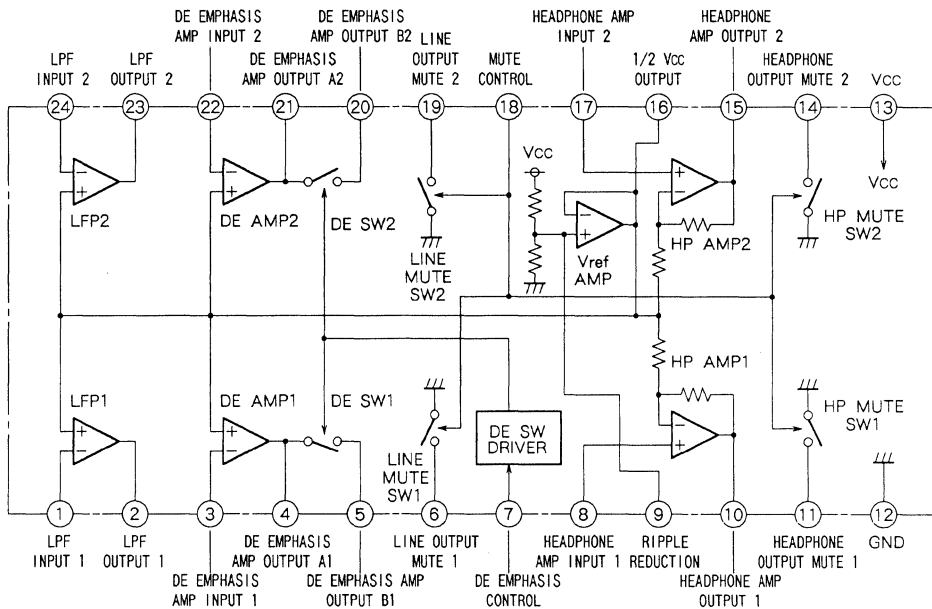 DE EMPHASIS
AMP INPUT 2
DE EMPHASIS
AMP OUTPUT B2
HEADPHONE AMP
INPUT 2
HEADPHONE
AMP OUTPUT 2
LPF
INPUT 2
LPF
OUTPUT 2
DE EMPHASIS
AMP OUTPUT A2
LINE
OUTPUT
MUTE 2
MUTE
CONTROL
1/2 Vcc
OUTPUT
HEADPHONE
OUTPUT MUTE 2
Vcc
24
23
22
21
20
19
18
17
16
15
14
13
LFP2
DE AMP2
DE SW2
LINE
MUTE
SW2
Vcc
Vref
AMP
HP AMP2
HP MUTE
SW2
Vcc
LFP1
DE AMP1
DE SW1
LINE
MUTE
SW1
DE SW
DRIVER
HP AMP1
HP MUTE
SW1
1
2
3
4
5
6
7
8
9
10
11
12
LPF
INPUT 1
LPF
OUTPUT 1
DE EMPHASIS
AMP OUTPUT A1
LINE OUTPUT
MUTE 1
HEADPHONE
AMP INPUT 1
RIPPLE
REDUCTION
HEADPHONE
OUTPUT MUTE 1
GND
DE EMPHASIS
AMP INPUT 1
DE EMPHASIS AMP
OUTPUT B1
DE EMPHASIS
CONTROL
HEADPHONE AMP
OUTPUT 1